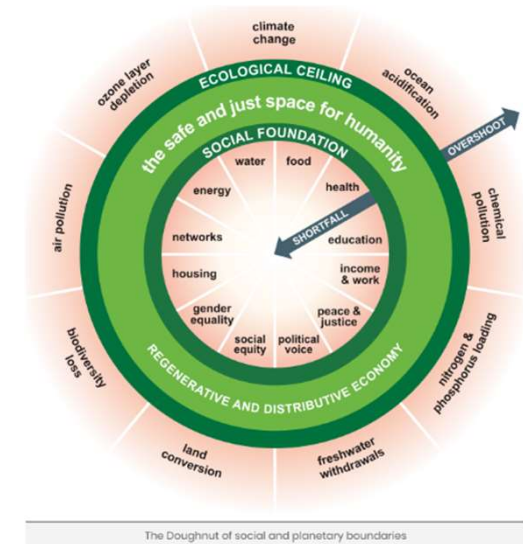 climate
change
ocean
acidification
chemical
pollution
nitrogen &
phosphorus loading
freshwater
withdrawals
land
conversion
biodiversity
loss
air pollution
ozone layer
depletion
ECOLOGICAL CEILING
the safe and just space for humanity
SOCIAL FOUNDATION
OVERSHOOT
SHORTFALL
water
food
health
education
income
& work
peace &
justice
political
voice
social
equity
gender
equality
housing
networks
energy
REGENERATIVE AND DISTRIBUTIVE ECONOMY
The Doughnut of social and planetary boundaries